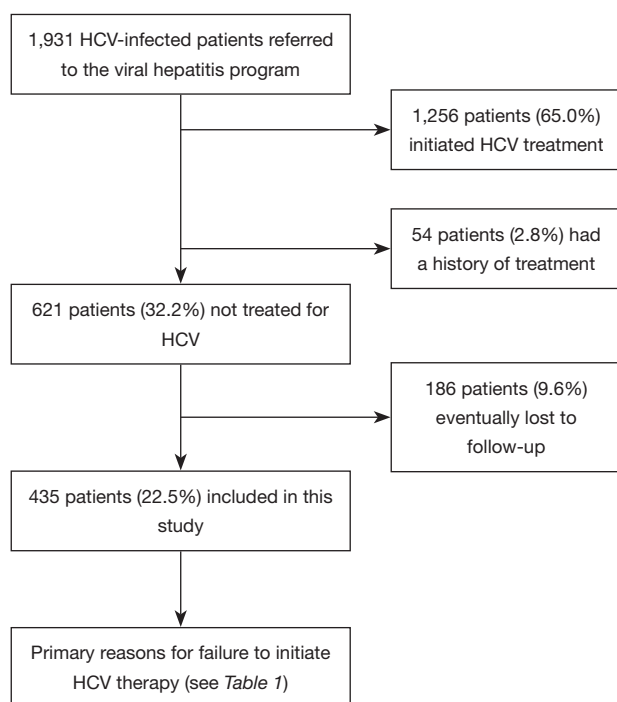 1,931 HCV-infected patients referred
to the viral hepatitis program
1,256 patients (65.0%)
initiated HCV treatment
54 patients (2.8%) had
a history of treatment
621 patients (32.2%) not treated for
HCV
186 patients (9.6%)
eventually lost to
follow-up
435 patients (22.5%) included in this
study
Primary reasons for failure to initiate
HCV therapy (see Table 1)